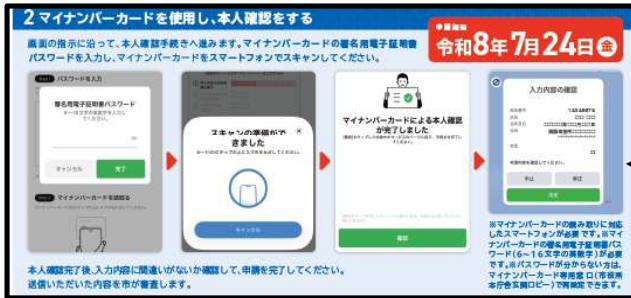 2 マイナンバーカードを使用し、本人確認をする
画面の指示に沿って、本人確認手続きへ進みます。マイナンバーカードの署名用電子証明書
パスワードを入力し、マイナンバーカードをスマートフォンでスキャンしてください。
申請期限
令和8年7月24日金
パスワードを入力
署名用電子証明書パスワード
キャンセル
完了
マイナンバーカードを読取る
スキャンの準備がで
きました
キャンセル
マイナンバーカードによる本人確認
が完了しました
確認
入力内容の確認
中止
修正
本人確認完了後、入力内容に間違いがないか確認して、申請を完了してください。
送信いただいた内容を市が審査します。
※マイナンバーカードの読み取りに対応
したスマートフォンが必要です。※マイ
ナンバーカードの署名用電子証明書パス
ワード(6~16文字の英数字)が必要
です。※パスワードが分からない方は、
マイナンバーカード専用窓口(市役所
本庁舎玄関ロビー)で再設定できます。